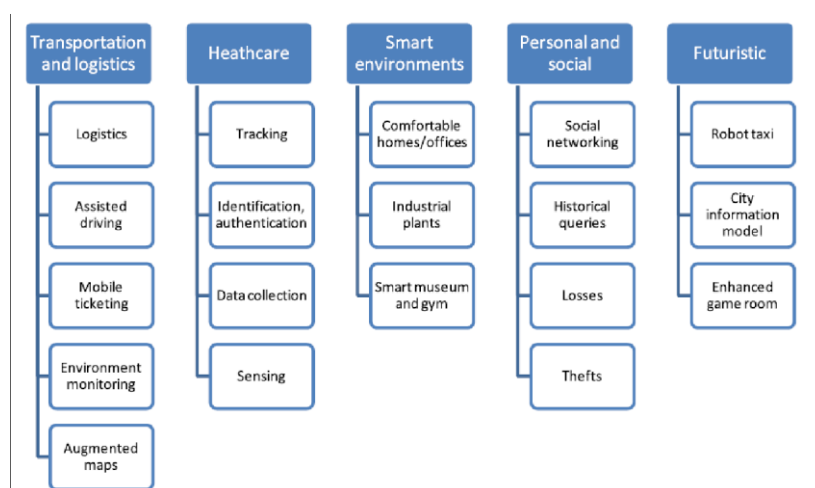 Transportation
and logistics
Logistics
Assisted
driving
Mobile
ticketing
Environment
monitoring
Augmented
maps
Heathcare
Tracking
Identification,
authentication
Data collection
Sensing
Smart
environments
Comfortable
homes/offices
Industrial
plants
Smart museum
and gym
Personal and
social
Social
networking
Historical
queries
Losses
Thefts
Futuristic
Robot taxi
City
information
model
Enhanced
game room